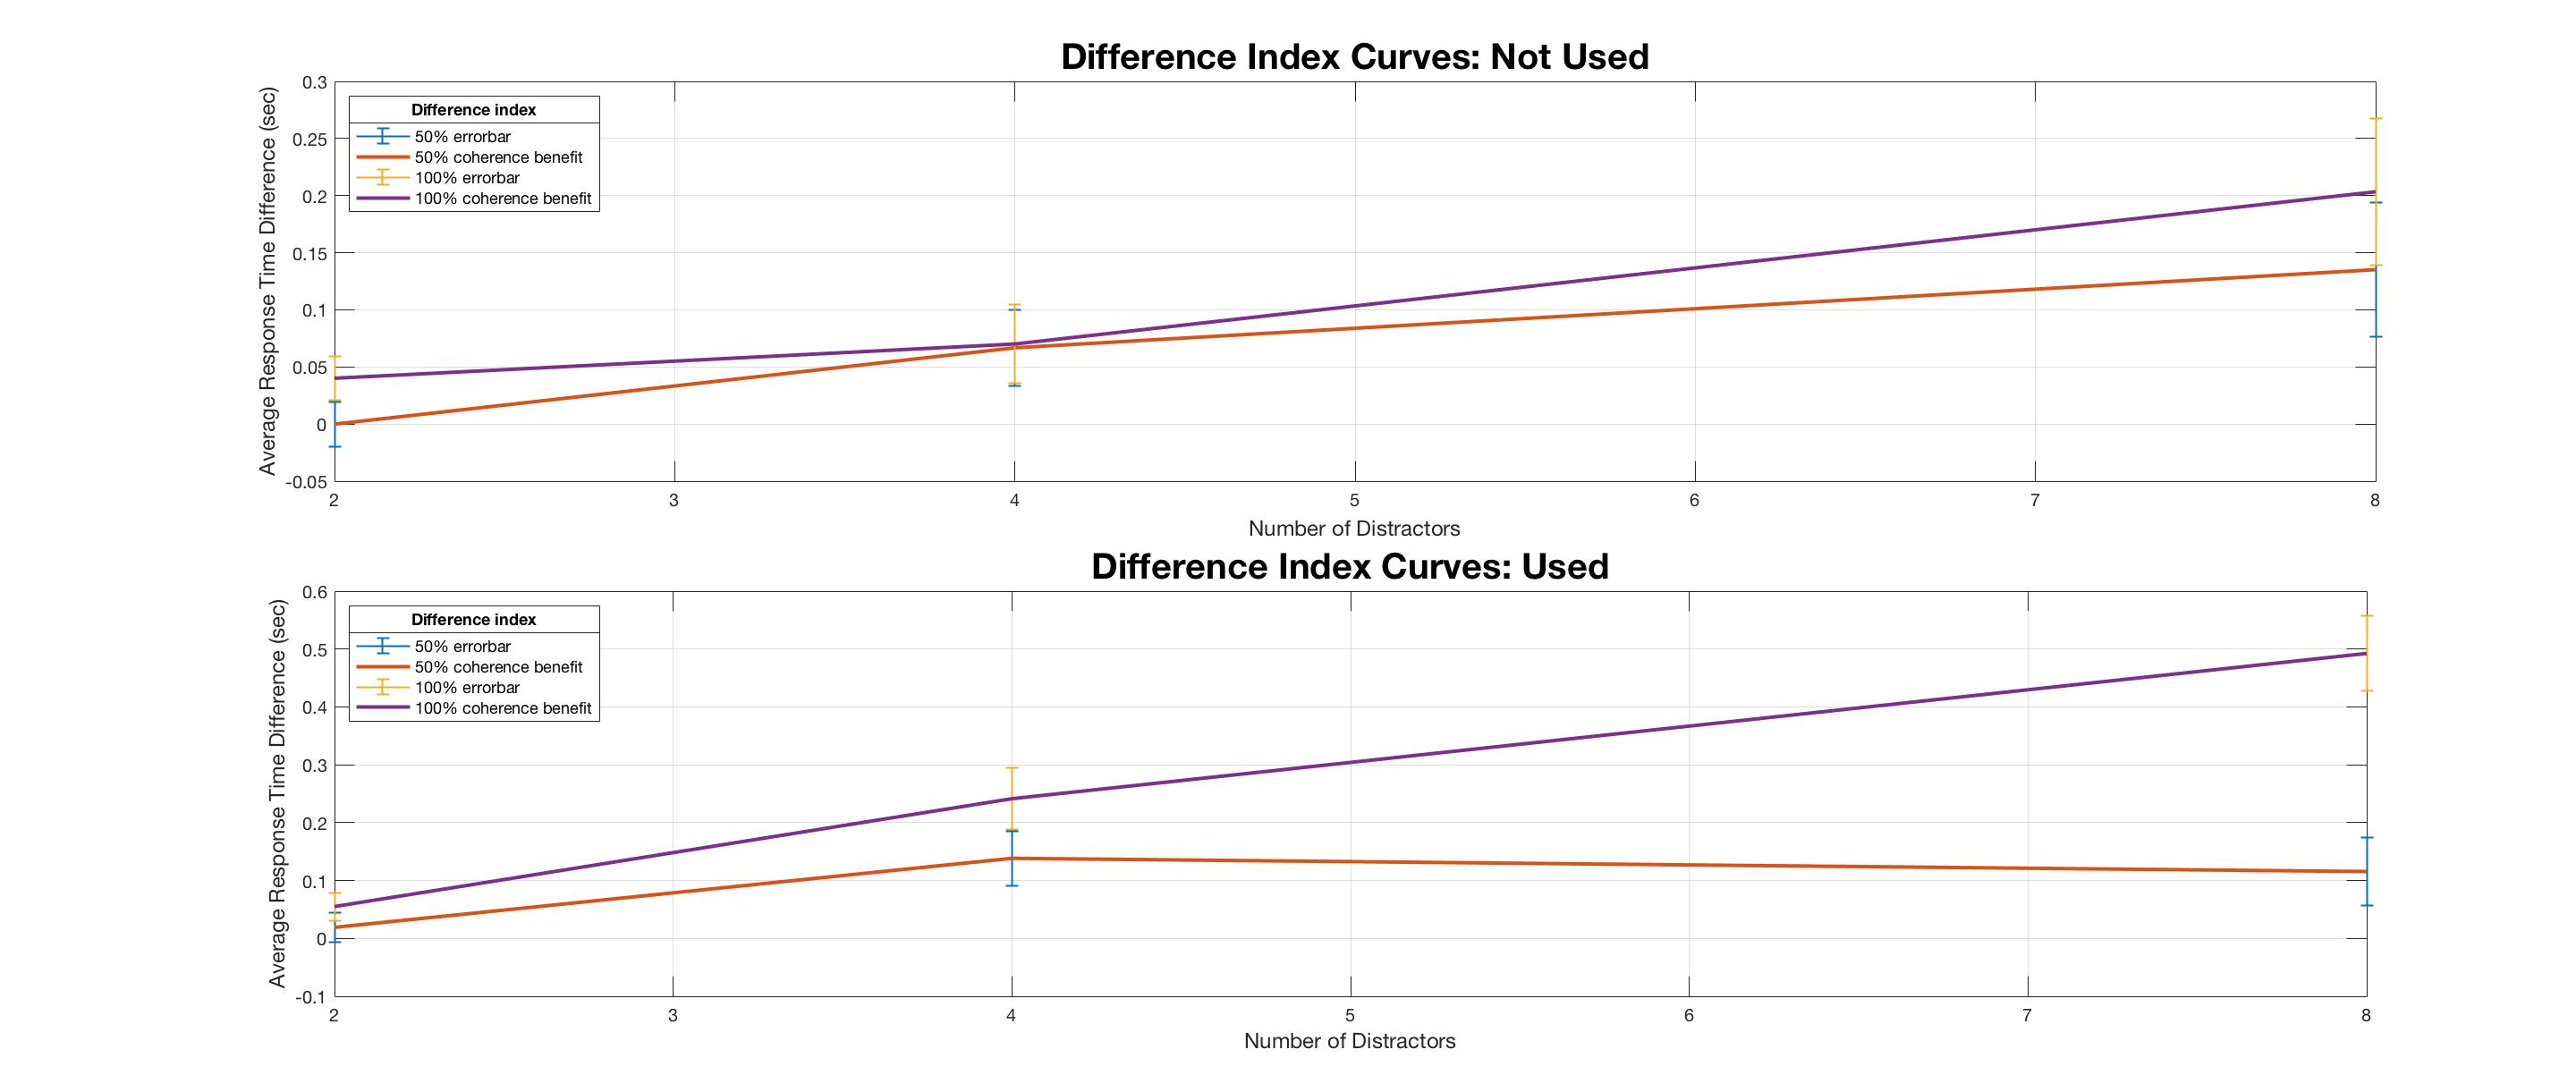 Difference Index Curves: Not Used
Average Response Time Difference (sec)
0.3
0.25
0.2
0.15
0.1
0.05
0
-0.05
Difference index
50% errorbar
50% coherence benefit
100% errorbar
100% coherence benefit
2 3 4 5 6 7 8
Number of Distractors
Difference Index Curves: Used
Average Response Time Difference (sec)
0.6
0.5
0.4
0.3
0.2
0.1
0
-0.1
Difference index
50% errorbar
50% coherence benefit
100% errorbar
100% coherence benefit
2 3 4 5 6 7 8
Number of Distractors